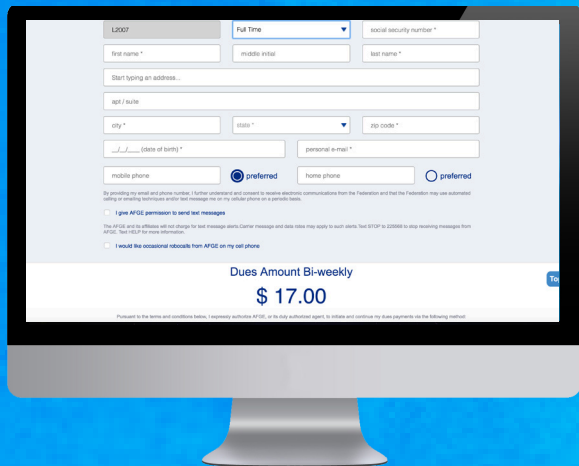 L2007
Full Time
social security number *
first name *
middle initial
last name *
Start typing an address...
apt / suite
city *
state *
zip code *
__/__/____ (date of birth) *
personal e-mail *
mobile phone
preferred
home phone
preferred
By providing my email and phone number, I further understand and consent to receive electronic communications from the Federation and that the Federation may use automated
calling or emailing techniques and/or text message me on my cellular phone on a periodic basis.
I give AFGE permission to send text messages
The AFGE and its affiliates will not charge for text message alerts.Carrier message and data rates may apply to such alerts Text STOP to to stop receiving messages from
AFGE. Text HELP for more information.
I would like occasional robocalls from AFGE on my cell phone
Dues Amount Bi-weekly
$ 17.00
Pursuant to the terms and conditions below, I expressly authorize AFGE, or its duly authorized agent, to initiate and continue my dues payments via the following method: